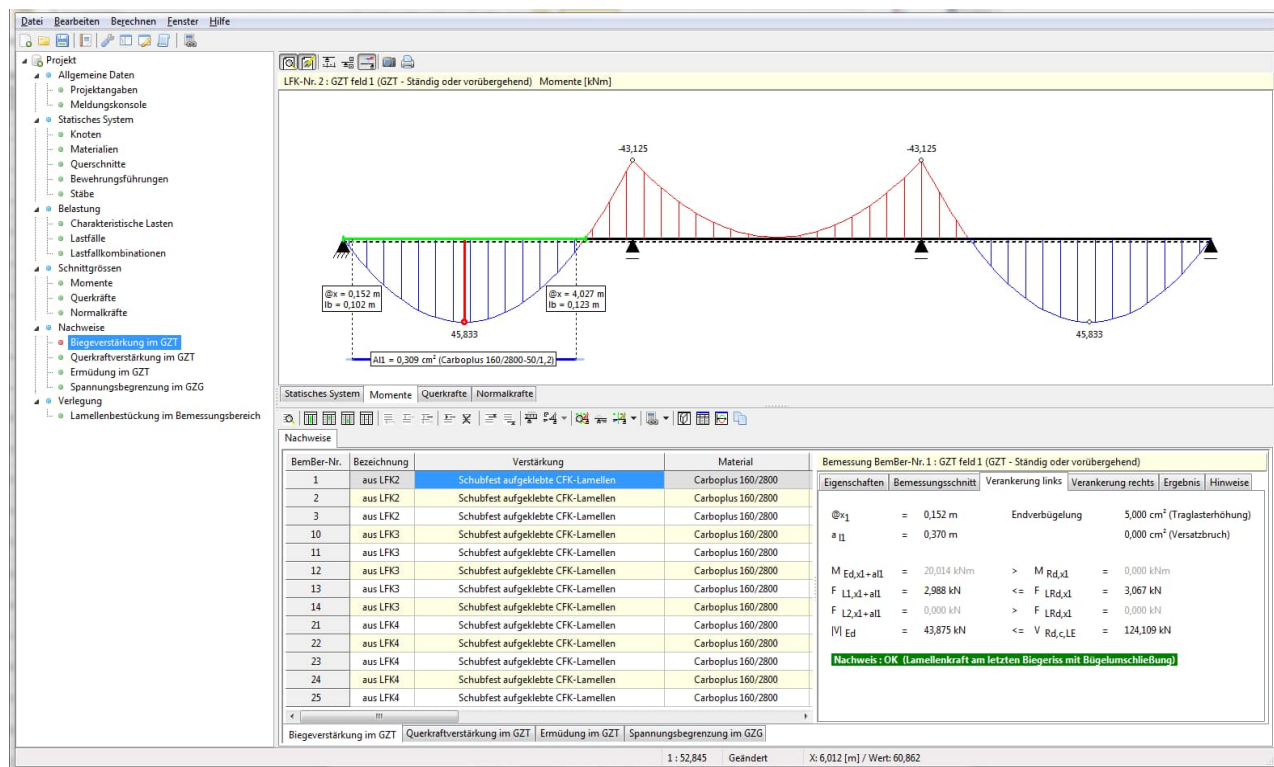 Datei Bearbeiten Berechnen Fenster Hilfe
Projekt
Allgemeine Daten
Projektangaben
Meldungskonsole
Statisches System
Knoten
Materialien
Querschnitte
Bewehrungsführungen
Stäbe
Belastung
Charakteristische Lasten
Lastfälle
Lastfallkombinationen
Schnittgrössen
Momente
Querkräfte
Normalkräfte
Nachweise
Biegeverstärkung im GZT
Querkraftverstärkung im GZT
Ermüdung im GZT
Spannungsbegrenzung im GZG
Verlegung
Lamellenbestückung im Bemessungsbereich
LFK-Nr. 2 : GZT feld 1 (GZT - Ständig oder vorübergehend) Momente [kNm]
-43,125 -43,125
@x = 0,152 m
lb = 0,102 m
@x = 4,027 m
lb = 0,123 m
45,833 45,833
Al1 = 0,309 cm² (Carboplus 160/2800-50/1,2)
Statisches System Momente Querkrafte Normalkrafte
Nachweise
BemBer-Nr. Bezeichnung Verstärkung Material
1 aus LFK2 Schubfest aufgeklebte CFK-Lamellen Carboplus 160/2800
2 aus LFK2 Schubfest aufgeklebte CFK-Lamellen Carboplus 160/2800
3 aus LFK2 Schubfest aufgeklebte CFK-Lamellen Carboplus 160/2800
10 aus LFK3 Schubfest aufgeklebte CFK-Lamellen Carboplus 160/2800
11 aus LFK3 Schubfest aufgeklebte CFK-Lamellen Carboplus 160/2800
12 aus LFK3 Schubfest aufgeklebte CFK-Lamellen Carboplus 160/2800
13 aus LFK3 Schubfest aufgeklebte CFK-Lamellen Carboplus 160/2800
14 aus LFK3 Schubfest aufgeklebte CFK-Lamellen Carboplus 160/2800
21 aus LFK4 Schubfest aufgeklebte CFK-Lamellen Carboplus 160/2800
22 aus LFK4 Schubfest aufgeklebte CFK-Lamellen Carboplus 160/2800
23 aus LFK4 Schubfest aufgeklebte CFK-Lamellen Carboplus 160/2800
24 aus LFK4 Schubfest aufgeklebte CFK-Lamellen Carboplus 160/2800
25 aus LFK4 Schubfest aufgeklebte CFK-Lamellen Carboplus 160/2800
Biegeverstärkung im GZT Querkraftverstärkung im GZT Ermüdung im GZT Spannungsbegrenzung im GZG
Bemessung BemBer-Nr. 1 : GZT feld 1 (GZT - Ständig oder vorübergehend)
Eigenschaften Bemessungsschnitt Verankerung links Verankerung rechts Ergebnis Hinweise
@x1 = 0,152 m Endverbügelung 5,000 cm² (Traglasterhöhung)
a l1 = 0,370 m 0,000 cm² (Versatzbruch)
M Ed,x1+al1 = 20,014 kNm > M Rd,x1 = 0,000 kNm
F L1,x1+al1 = 2,988 kN <= F LRd,x1 = 3,067 kN
F L2,x1+al1 = 0,000 kN > F LRd,x1 = 0,000 kN
|V| Ed = 43,875 kN <= V Rd,c,LE = 124,109 kN
Nachweis : OK (Lamellenkraft am letzten Biegeriss mit Bügelumschließung)
1 : 52,845 Geändert X: 6,012 [m] / Wert: 60,862